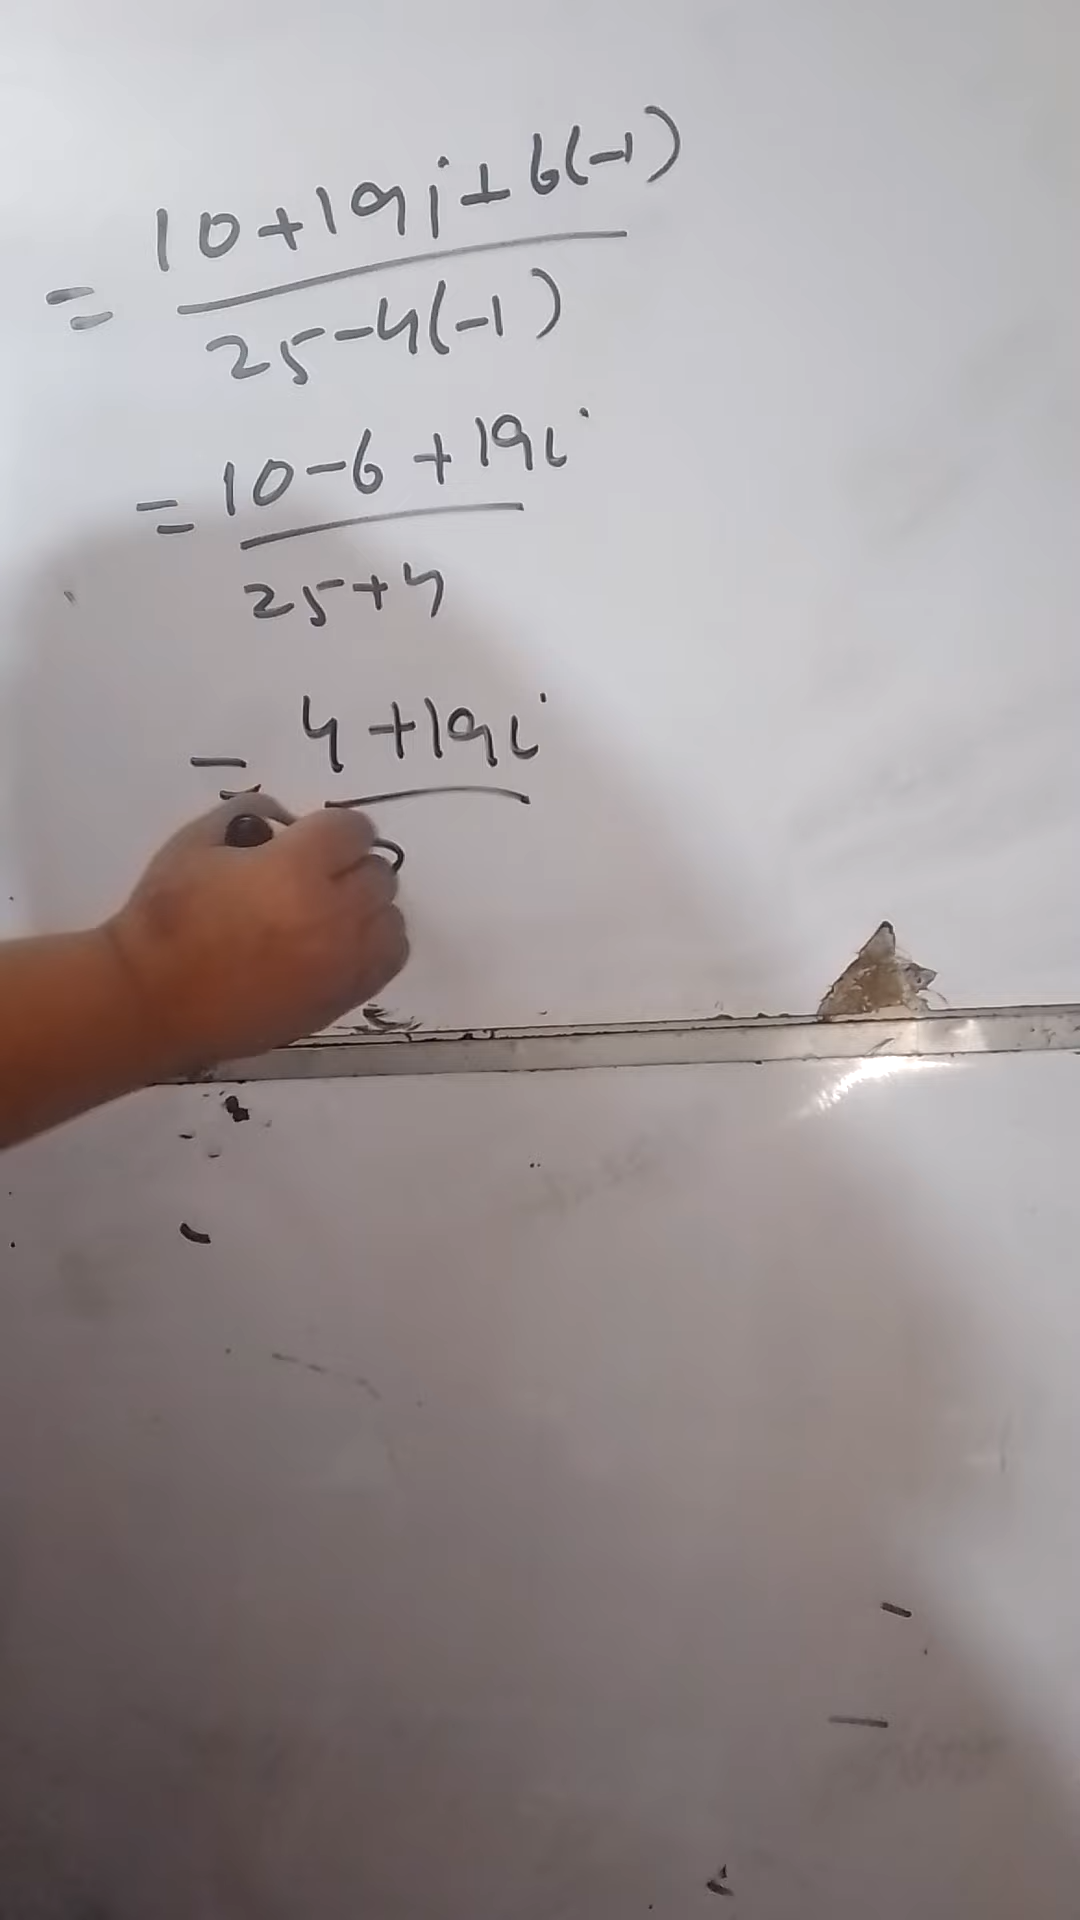 = 10+19i+6(-1)
25-4(-1)
= 10-6+19i
25+4
= 4+19i